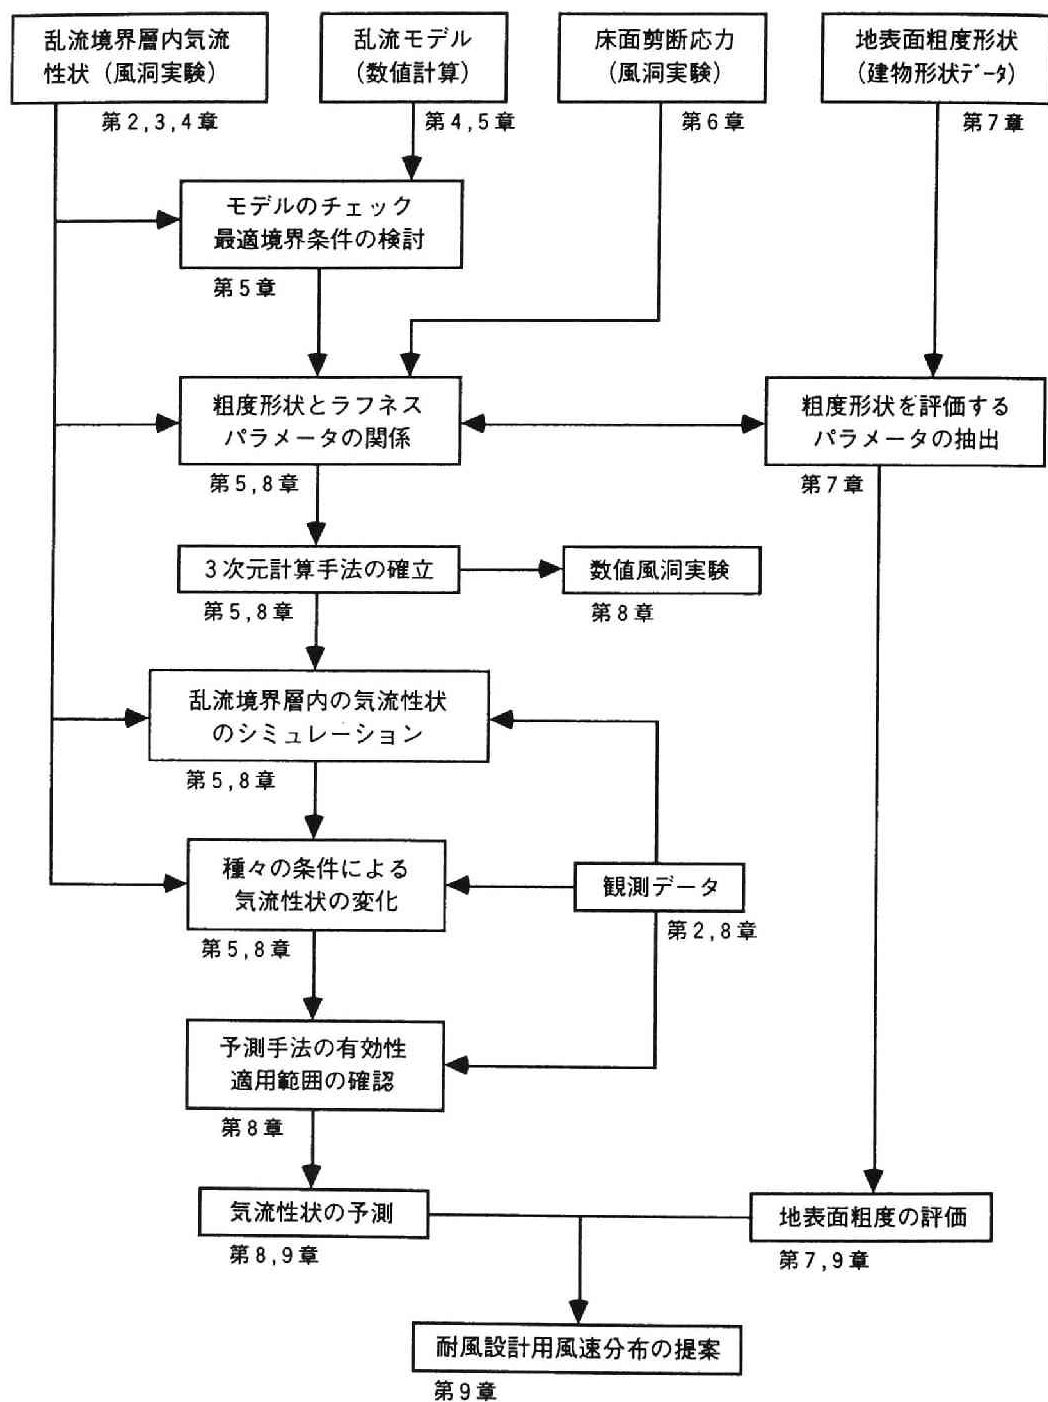 乱流境界層内気流
性状（風洞実験）
第2,3,4章
乱流モデル
（数値計算）
第4,5章
床面剪断応力
（風洞実験）
第6章
地表面粗度形状
（建物形状データ）
第7章
モデルのチェック
最適境界条件の検討
第5章
粗度形状とラフネス
パラメータの関係
第5,8章
粗度形状を評価する
パラメータの抽出
第7章
3次元計算手法の確立
第5,8章
数値風洞実験
第8章
乱流境界層内の気流性状
のシミュレーション
第5,8章
種々の条件による
気流性状の変化
第5,8章
観測データ
第2,8章
予測手法の有効性
適用範囲の確認
第8章
気流性状の予測
第8,9章
地表面粗度の評価
第7,9章
耐風設計用風速分布の提案
第9章